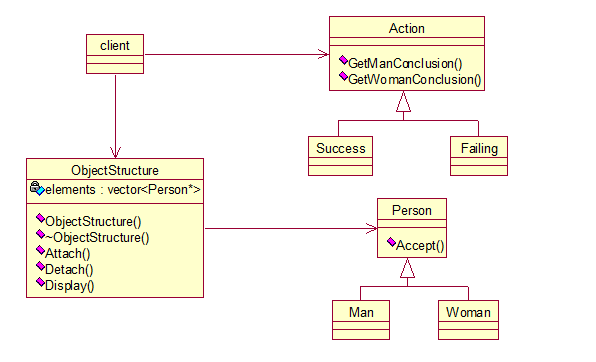 client
Action
GetManConclusion()
GetWomanConclusion()
Success
Failing
ObjectStructure
elements : vector<Person*>
ObjectStructure()
~ObjectStructure()
Attach()
Detach()
Display()
Person
Accept()
Man
Woman